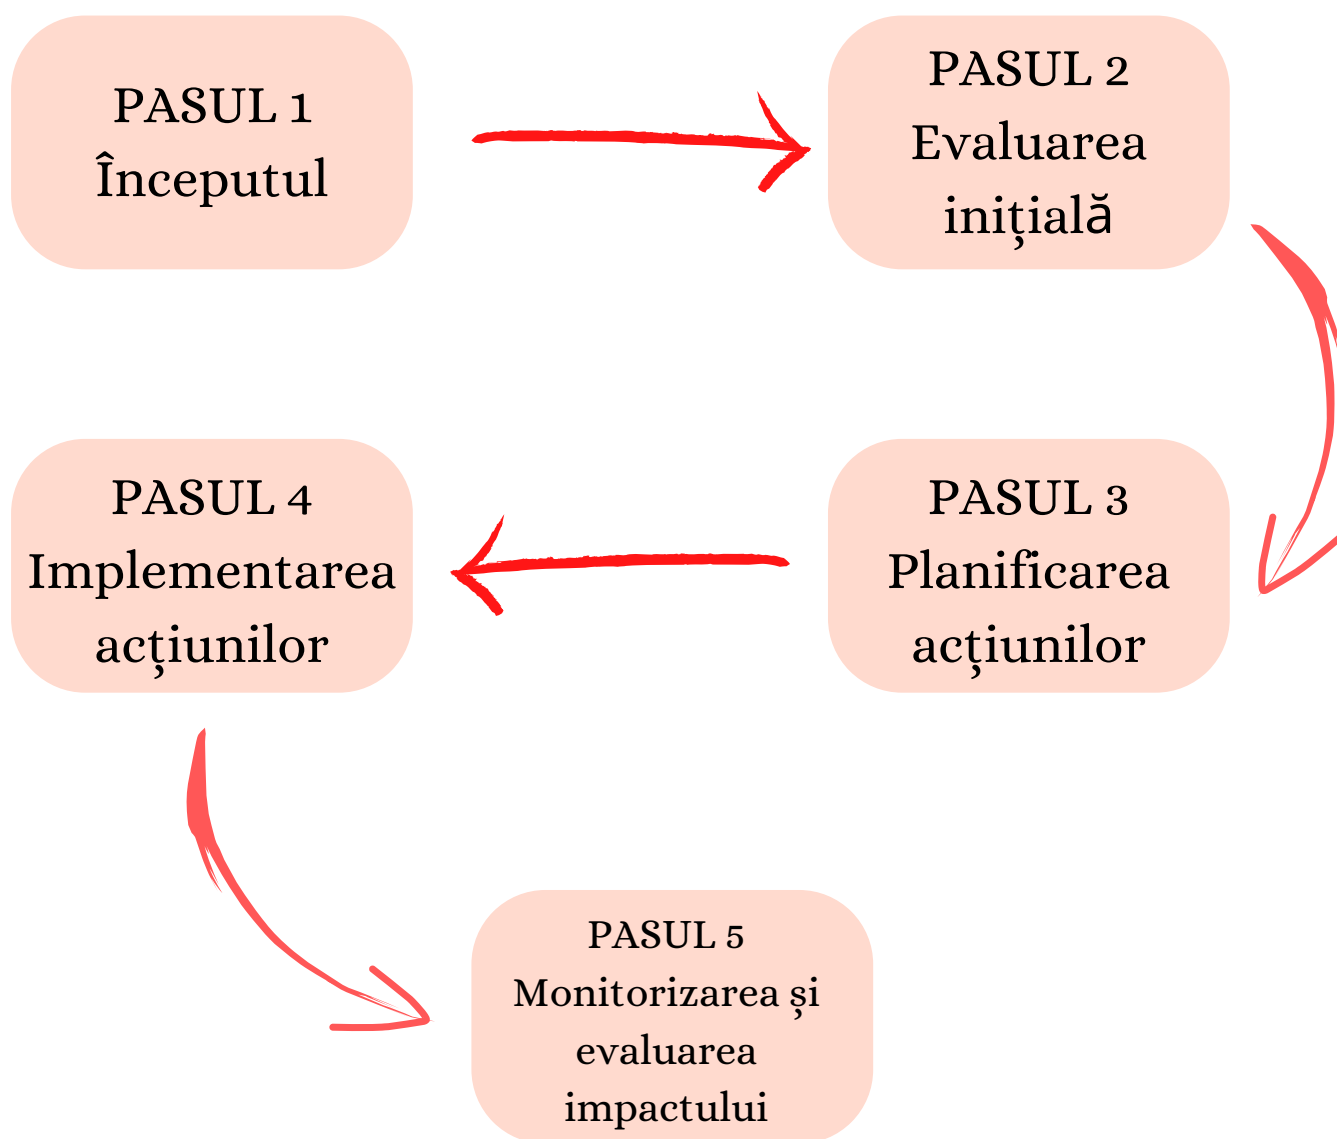 PASUL 1
Începutul
PASUL 2
Evaluarea
inițială
PASUL 3
Planificarea
acțiunilor
PASUL 4
Implementarea
acțiunilor
PASUL 5
Monitorizarea și
evaluarea
impactului